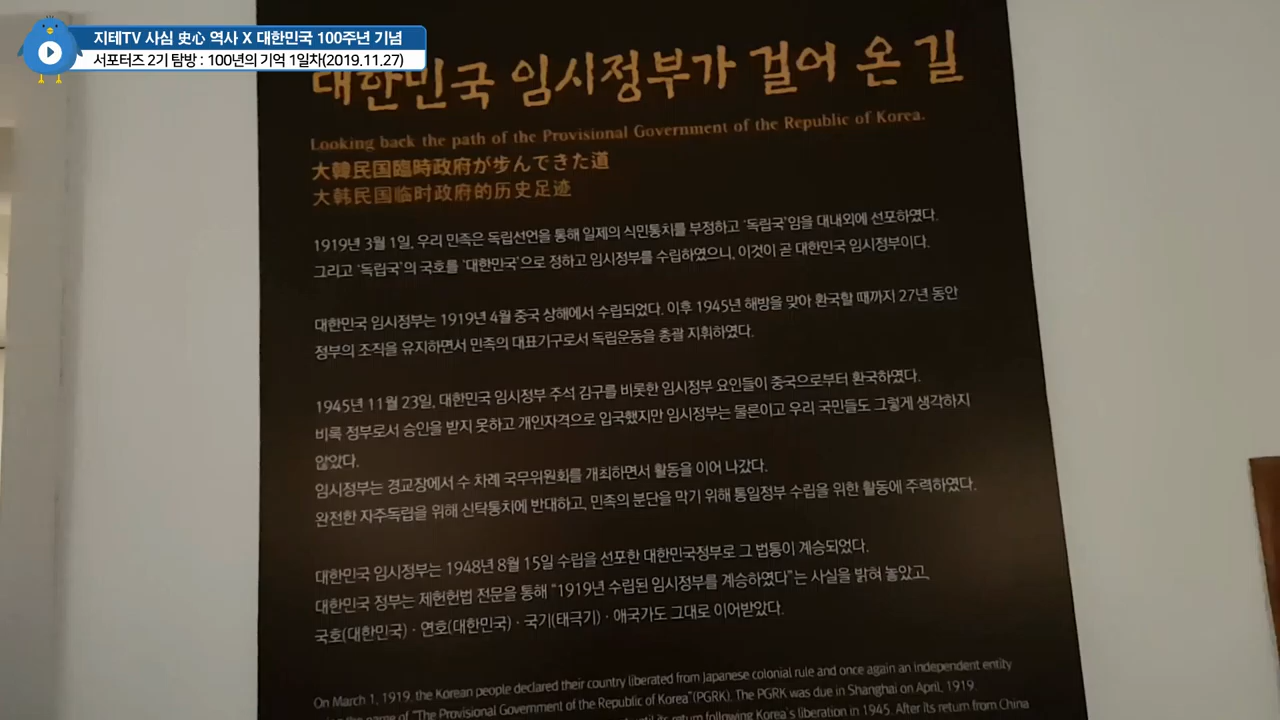 지테TV 사심 史心 역사 X 대한민국 100주년 기념
서포터즈 2기 탐방 : 100년의 기억 1일차(2019.11.27)
대한민국 임시정부가 걸어 온 길
Looking back the path of the Provisional Government of the Republic of Korea.
大韓民国臨時政府が歩んできた道
大韩民国临时政府的历史足迹
1919년 3월 1일, 우리 민족은 독립선언을 통해 일제의 식민통치를 부정하고 '독립국'임을 대내외에 선포하였다.
그리고 '독립국'의 국호를 '대한민국'으로 정하고 임시정부를 수립하였으니, 이것이 곧 대한민국 임시정부이다.
대한민국 임시정부는 1919년 4월 중국 상해에서 수립되었다. 이후 1945년 해방을 맞아 환국할 때까지 27년 동안
정부의 조직을 유지하면서 민족의 대표기구로서 독립운동을 총괄 지휘하였다.
1945년 11월 23일, 대한민국 임시정부 주석 김구를 비롯한 임시정부 요인들이 중국으로부터 환국하였다.
비록 정부로서 승인을 받지 못하고 개인자격으로 입국했지만 임시정부는 물론이고 우리 국민들도 그렇게 생각하지
않았다.
임시정부는 경교장에서 수 차례 국무위원회를 개최하면서 활동을 이어 나갔다.
완전한 자주독립을 위해 신탁통치에 반대하고, 민족의 분단을 막기 위해 통일정부 수립을 위한 활동에 주력하였다.
대한민국 임시정부는 1948년 8월 15일 수립을 선포한 대한민국정부로 그 법통이 계승되었다.
대한민국 정부는 제헌헌법 전문을 통해 "1919년 수립된 임시정부를 계승하였다"는 사실을 밝혀 놓았고,
국호(대한민국) · 연호(대한민국) · 국기(태극기) · 애국가도 그대로 이어받았다.
On March 1, 1919, the Korean people declared their country liberated from Japanese colonial rule and once again an independent entity
the name of "The Provisional Government of the Republic of Korea"(PGRK). The PGRK was due in Shanghai on April, 1919
until its return following Korea's liberation in 1945. After its return from China